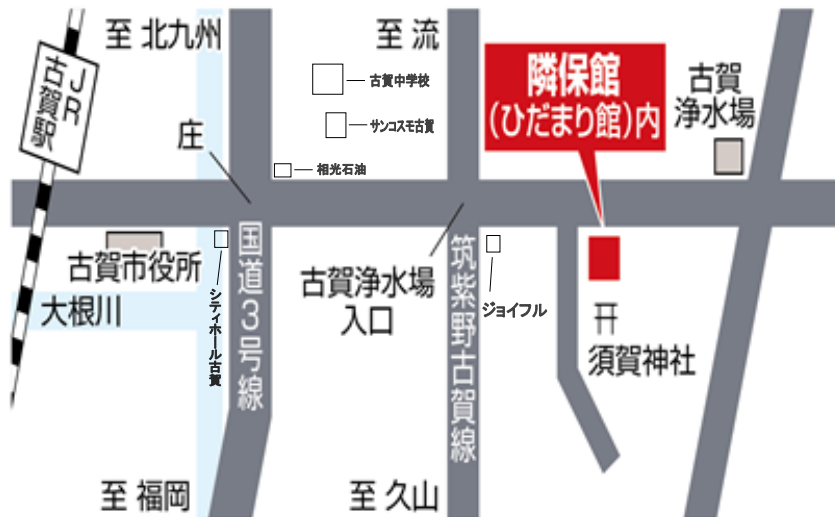 至 北九州
至 流
JR
古賀駅
古賀中学校
サンコスモ古賀
隣保館
(ひだまり館)内
古賀
浄水場
庄
相光石油
古賀市役所
大根川
シティホール古賀
国道3号線
古賀浄水場
入口
筑紫野古賀線
ジョイフル
須賀神社
至 福岡
至 久山